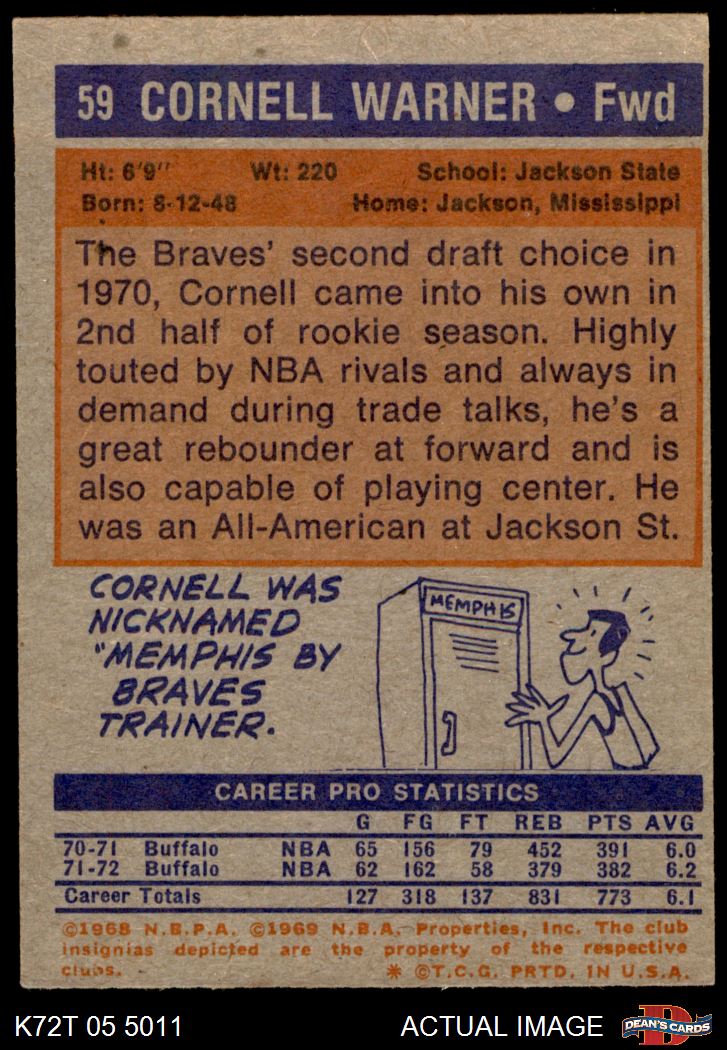 59 CORNELL WARNER • Fwd
Ht: 6'9" Wt: 220 School: Jackson State
Born: 8-12-48 Home: Jackson, Mississippi
The Braves' second draft choice in
1970, Cornell came into his own in
2nd half of rookie season. Highly
touted by NBA rivals and always in
demand during trade talks, he's a
great rebounder at forward and is
also capable of playing center. He
was an All-American at Jackson St.
CORNELL WAS
NICKNAMED
"MEMPHIS BY
BRAVES
TRAINER.
MEMPHIS
CAREER PRO STATISTICS
G FG FT REB PTS AVG
70-71 Buffalo NBA 65 156 79 452 391 6.0
71-72 Buffalo NBA 62 162 58 379 382 6.2
Career Totals 127 318 137 831 773 6.1
©1968 N.B.P.A. ©1969 N.B.A. Properties, Inc. The club
insignias depicted are the property of the respective
clubs. * ©T.C.G. PRTD. IN U.S.A.
K72T 05 5011 ACTUAL IMAGE DEAN'S CARDS